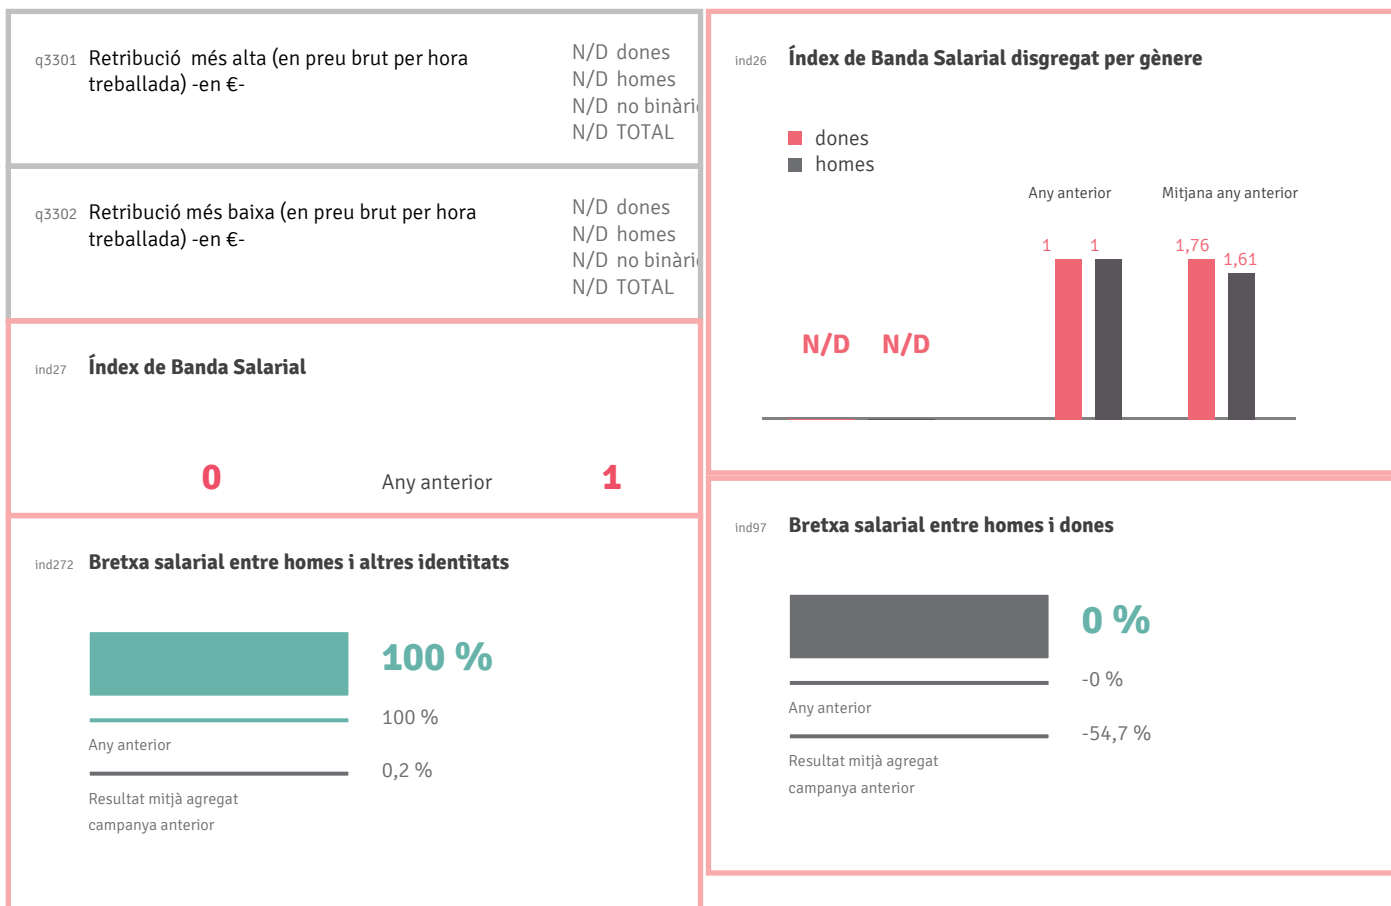 q3301 Retribució més alta (en preu brut per hora
treballada) -en €-
N/D dones
N/D homes
N/D no binàri
N/D TOTAL
q3302 Retribució més baixa (en preu brut per hora
treballada) -en €-
N/D dones
N/D homes
N/D no binàri
N/D TOTAL
ind27 Índex de Banda Salarial
0 Any anterior 1
ind272 Bretxa salarial entre homes i altres identitats
100 %
100 %
Any anterior
0,2 %
Resultat mitjà agregat
campanya anterior
ind26 Índex de Banda Salarial disgregat per gènere
dones
homes
Any anterior Mitjana any anterior
1 1 1,76 1,61
N/D N/D
ind97 Bretxa salarial entre homes i dones
0 %
-0 %
Any anterior
-54,7 %
Resultat mitjà agregat
campanya anterior